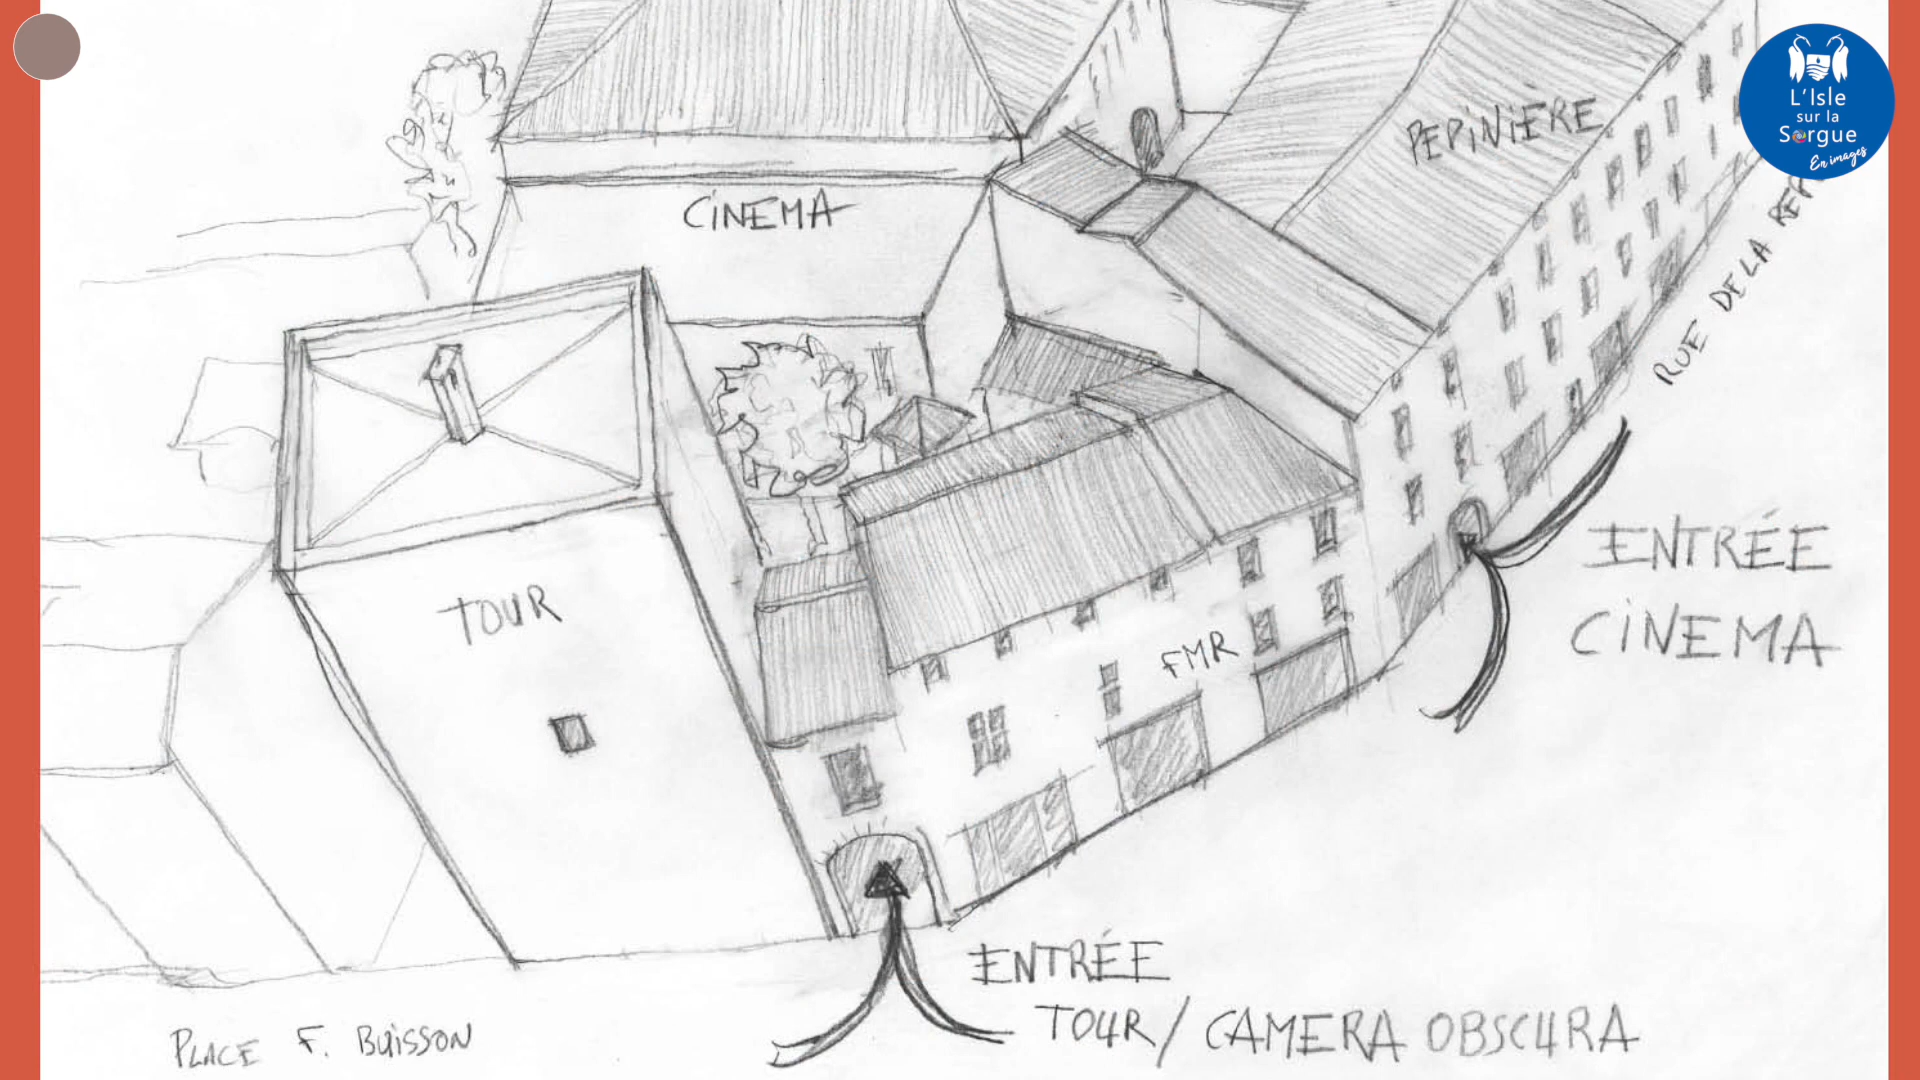 L'Isle
sur la
Sorgue
En images
PEPINIÈRE
CINEMA
RUE DE LA
TOUR
FMR
ENTRÉE
CINEMA
ENTRÉE
TOUR / CAMERA OBSCURA
PLACE F. BUISSON